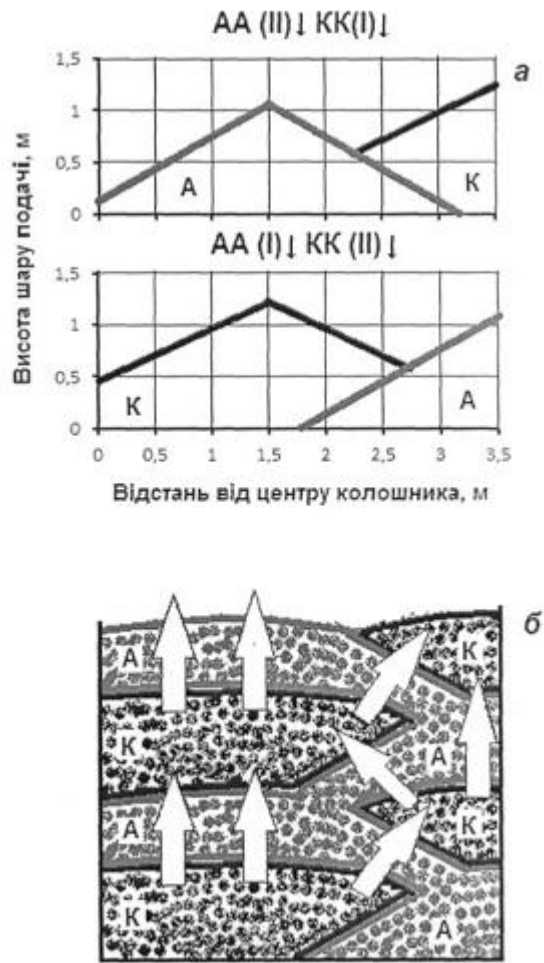 АА (II)↓ КК(I)↓
а
1,5
1
0,5
0
А
К
АА (I)↓ КК (II)↓
1,5
1
0,5
0
К
А
0 0,5 1 1,5 2 2,5 3 3,5
Висота шару подачі, м
Відстань від центру колошника, м
б
А
К
К
А
А
К
К
А